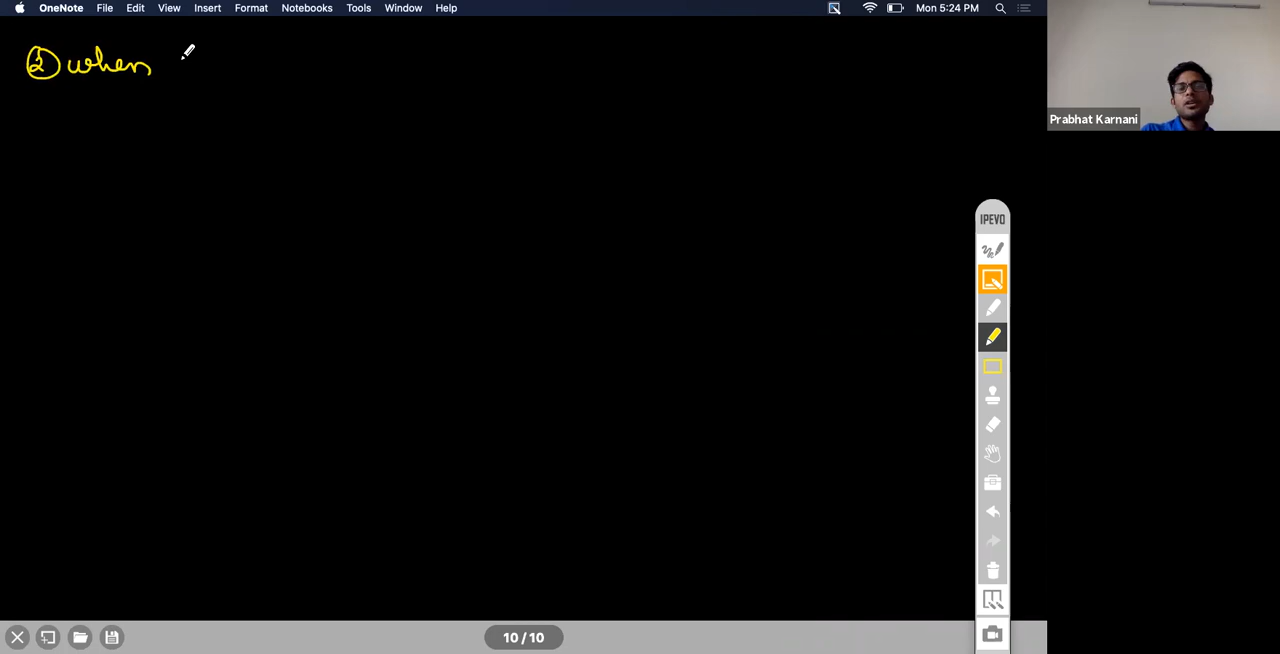 OneNote File Edit View Insert Format Notebooks Tools Window Help Mon 5:24 PM
② when
Prabhat Karnani
IPEVO
10 / 10